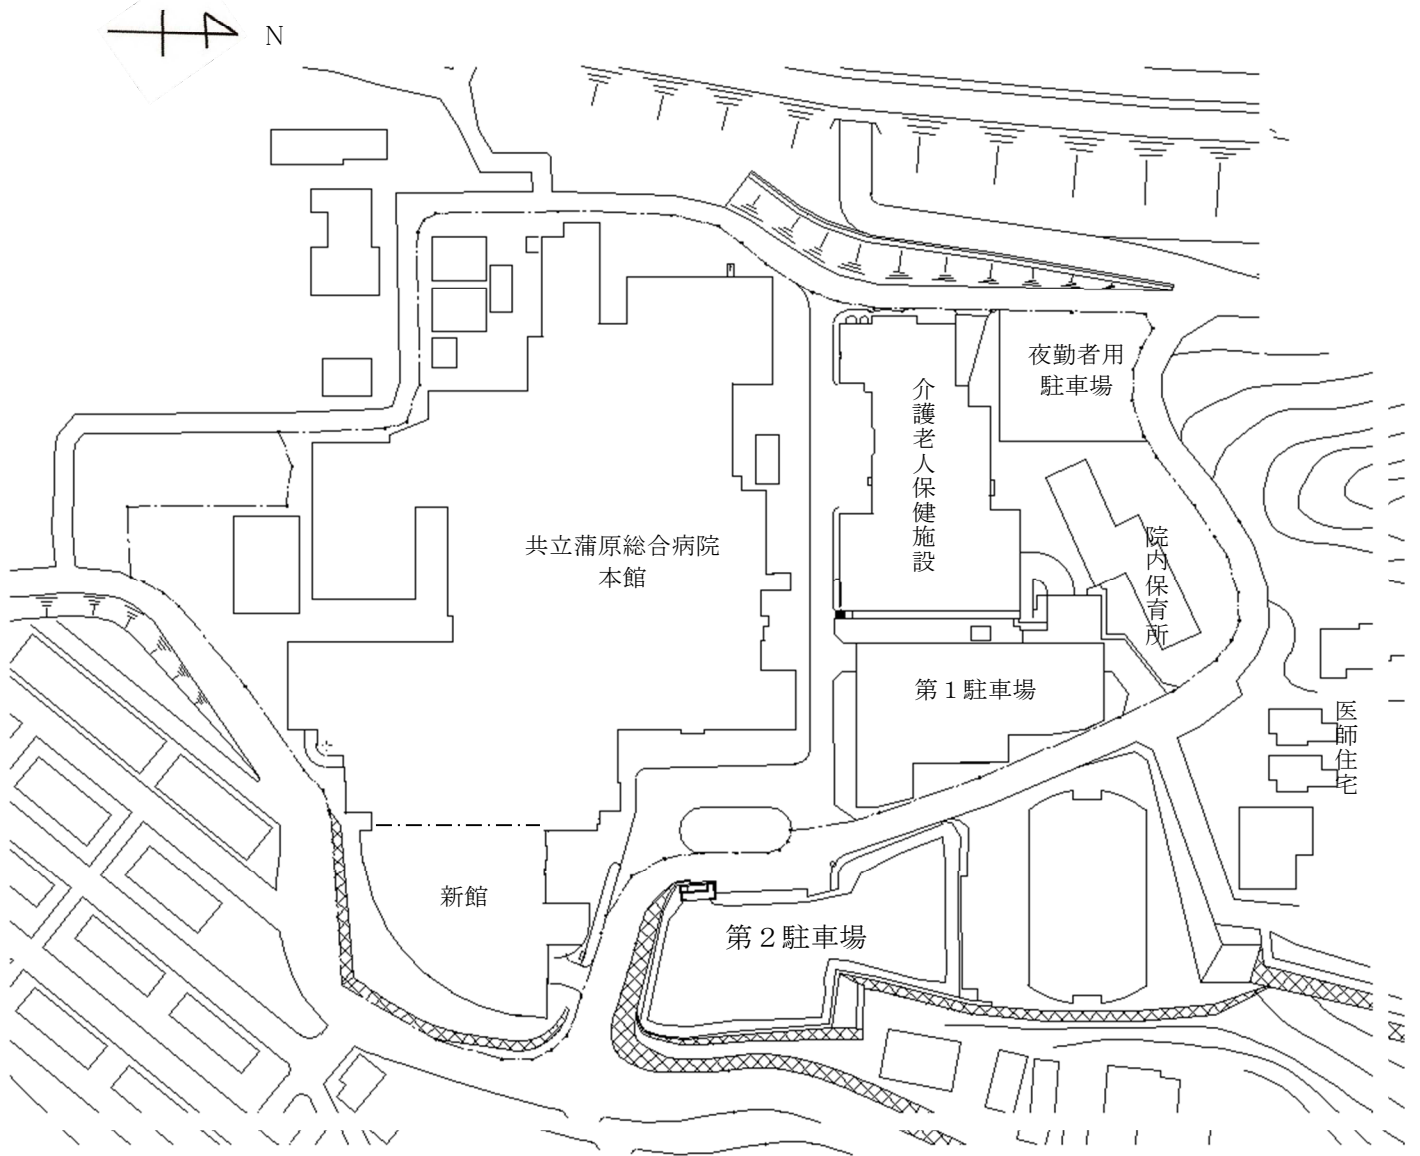 N
夜勤者用
駐車場
介護老人保健施設
共立蒲原総合病院
本館
院内保育所
第１駐車場
医師住宅
新館
第２駐車場